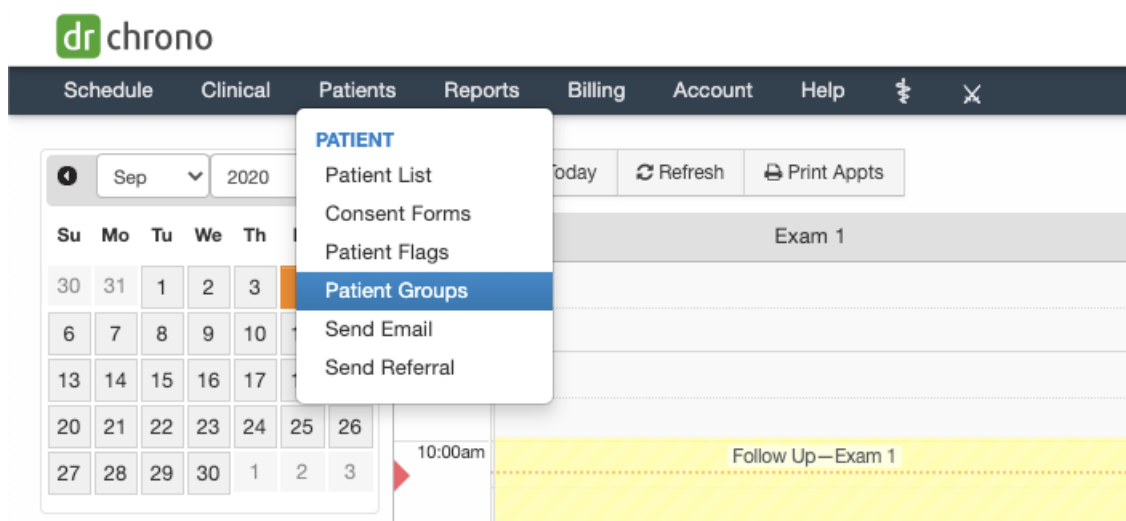 dr chrono
Schedule Clinical Patients Reports Billing Account Help
PATIENT
Patient List
Consent Forms
Patient Flags
Patient Groups
Send Email
Send Referral
Sep 2020
Refresh Print Appts
Su Mo Tu We Th
Exam 1
30 31 1 2 3
6 7 8 9 10
13 14 15 16 17
20 21 22 23 24 25 26
27 28 29 30 1 2 3
10:00am Follow Up—Exam 1